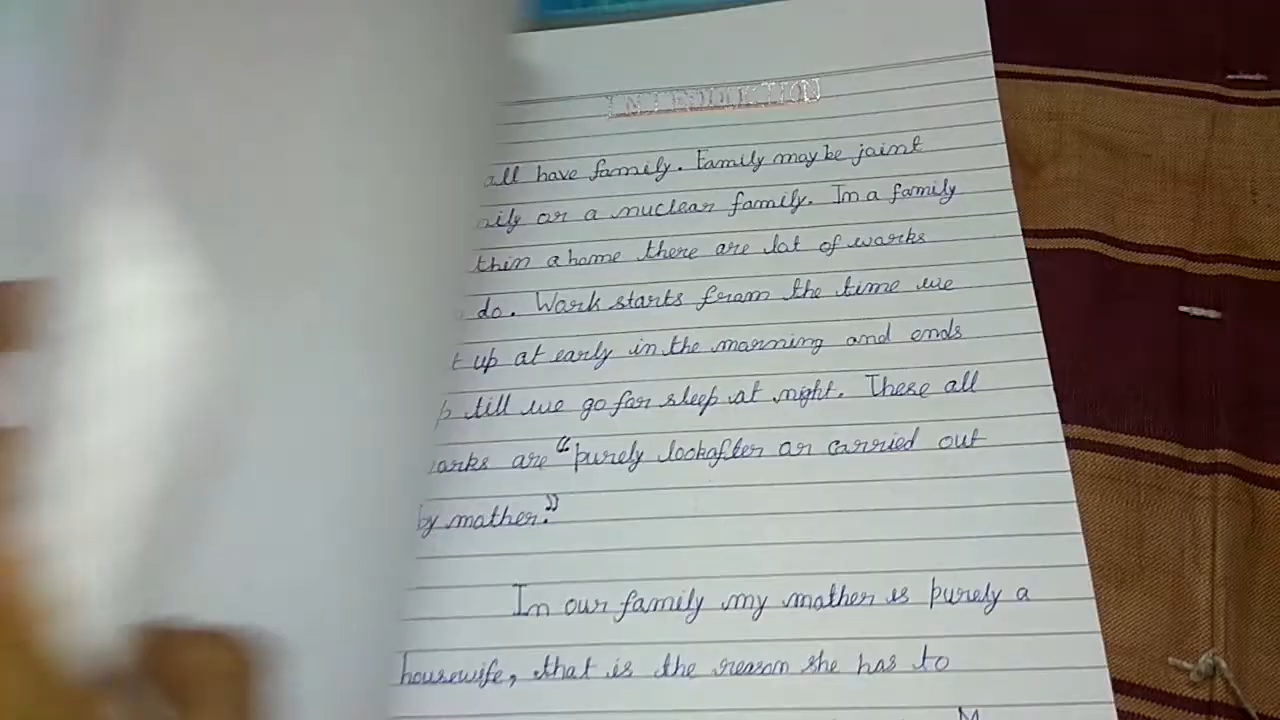 INTRODUCTION
all have family. Family may be joint
or a nuclear family. In a family
a home there are lot of works
do. Work starts from the time we
up at early in the morning and ends
till we go for sleep at night. These all
are "purely lookafter or carried out
by mother."
In our family my mother is purely a
housewife, that is the reason she has to